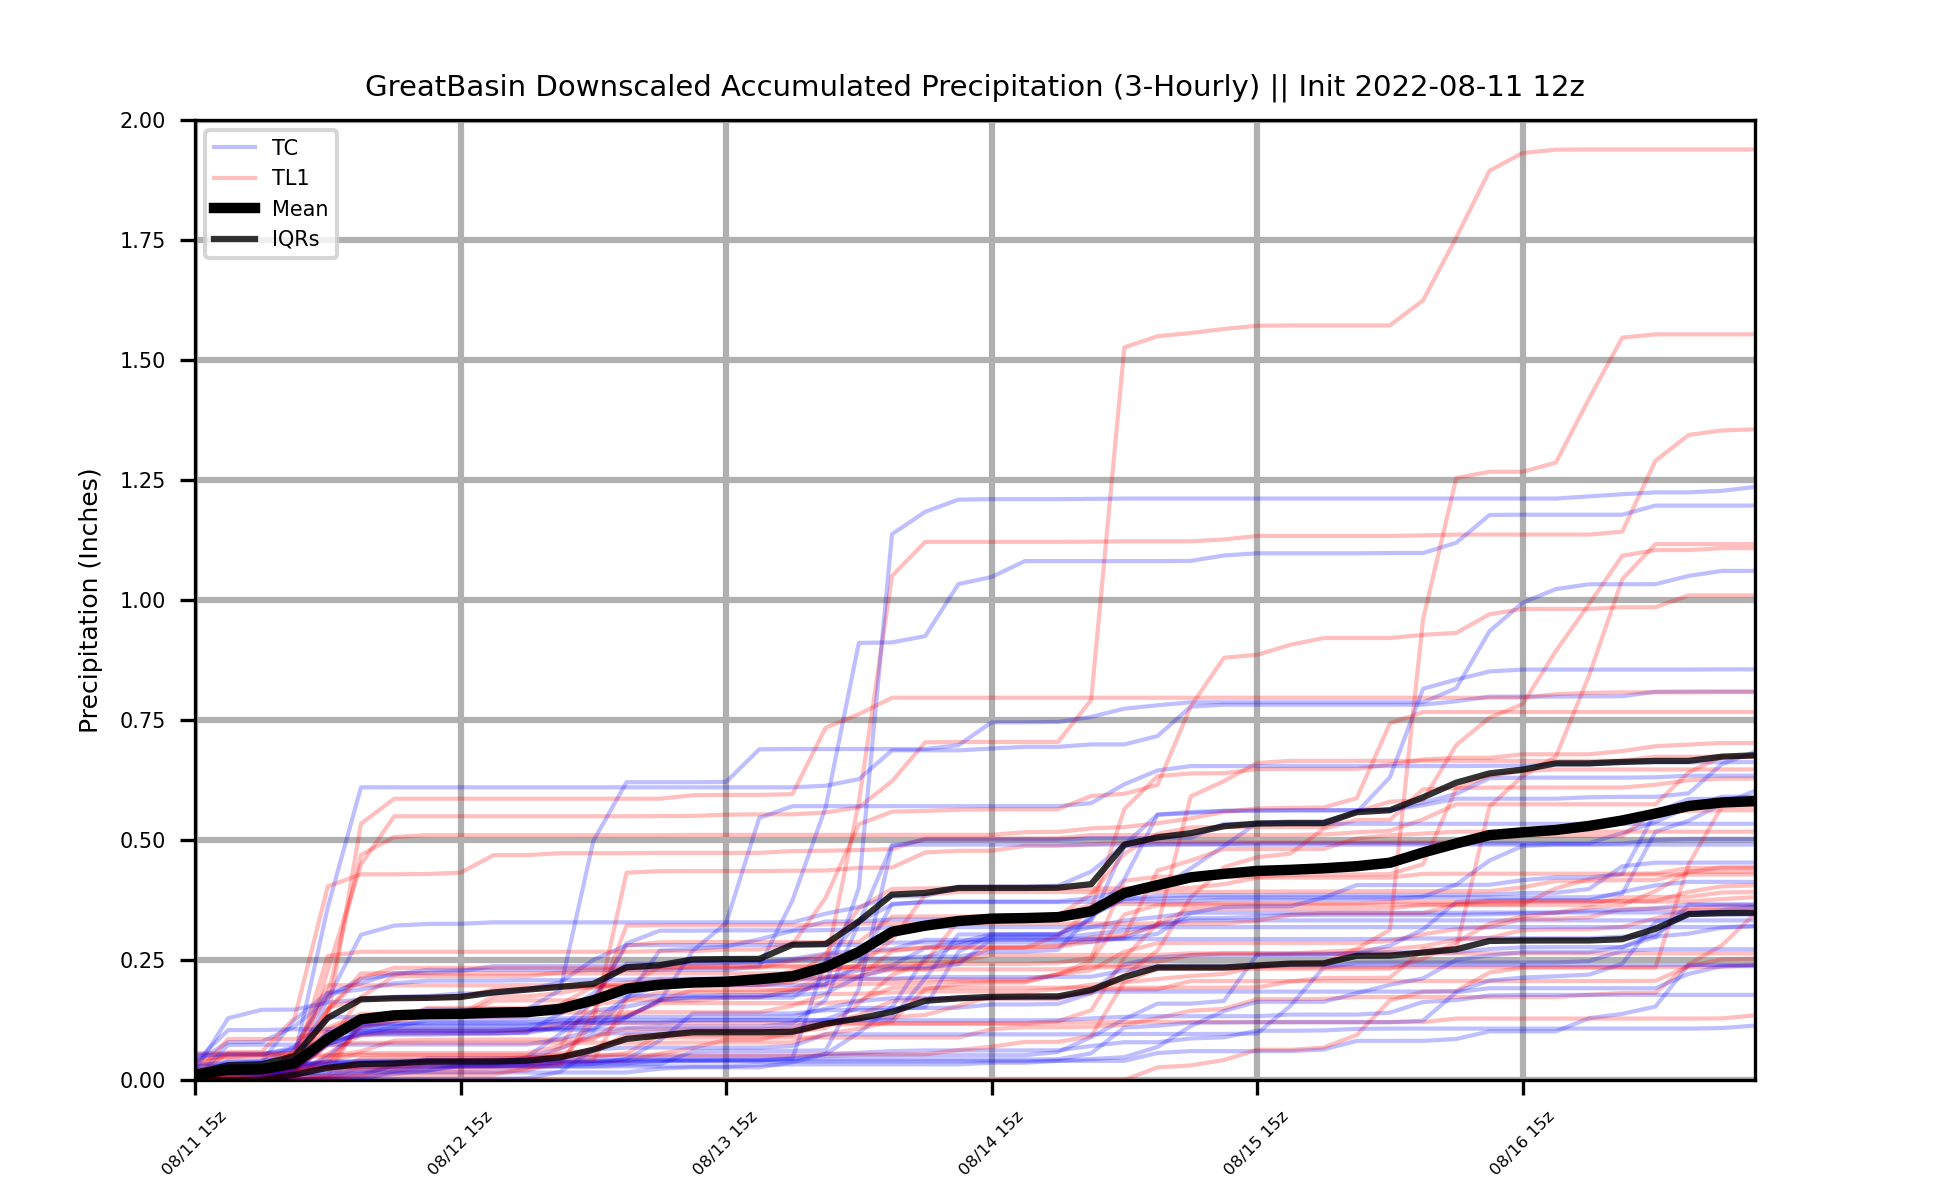 GreatBasin Downscaled Accumulated Precipitation (3-Hourly) || Init 2022-08-11 12z
2.00
1.75
1.50
1.25
1.00
0.75
0.50
0.25
0.00
Precipitation (Inches)
TC
TL1
Mean
IQRs
08/11 15z
08/12 15z
08/13 15z
08/14 15z
08/15 15z
08/16 15z